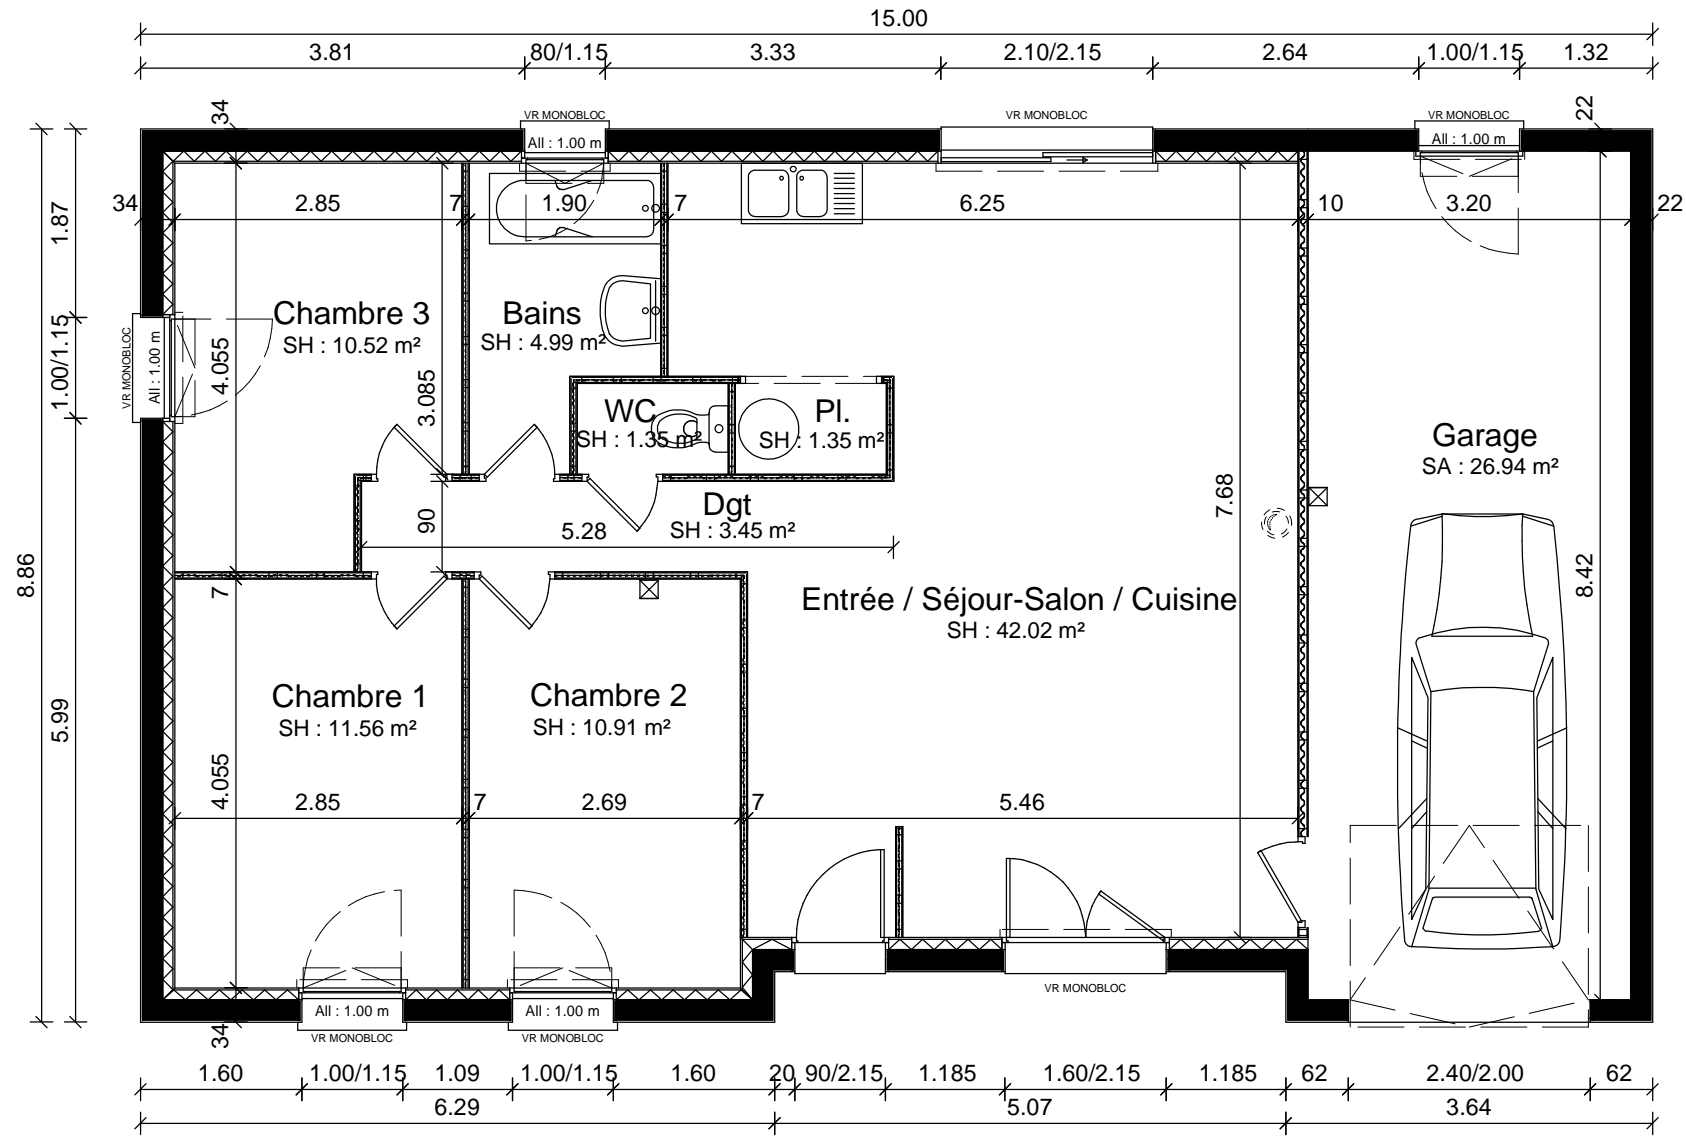 15.00
3.81 80/1.15 3.33 2.10/2.15 2.64 1.00/1.15 1.32
34 22
VR MONOBLOC VR MONOBLOC VR MONOBLOC
All : 1.00 m All : 1.00 m
34 2.85 7 1.90 7 6.25 10 3.20 22
1.87
1.00/1.15
5.99
8.86
VR MONOBLOC
All : 1.00 m
Chambre 3
SH : 10.52 m²
4.055
3.085
Bains
SH : 4.99 m²
WC
SH : 1.35 m²
Pl.
SH : 1.35 m²
Garage
SA : 26.94 m²
7.68
8.42
90
Dgt
SH : 3.45 m²
5.28
7
Entrée / Séjour-Salon / Cuisine
SH : 42.02 m²
Chambre 1
SH : 11.56 m²
Chambre 2
SH : 10.91 m²
4.055
2.85 7 2.69 7 5.46
34
All : 1.00 m All : 1.00 m
VR MONOBLOC VR MONOBLOC
VR MONOBLOC
1.60 1.00/1.15 1.09 1.00/1.15 1.60 20 90/2.15 1.185 1.60/2.15 1.185 62 2.40/2.00 62
6.29 5.07 3.64